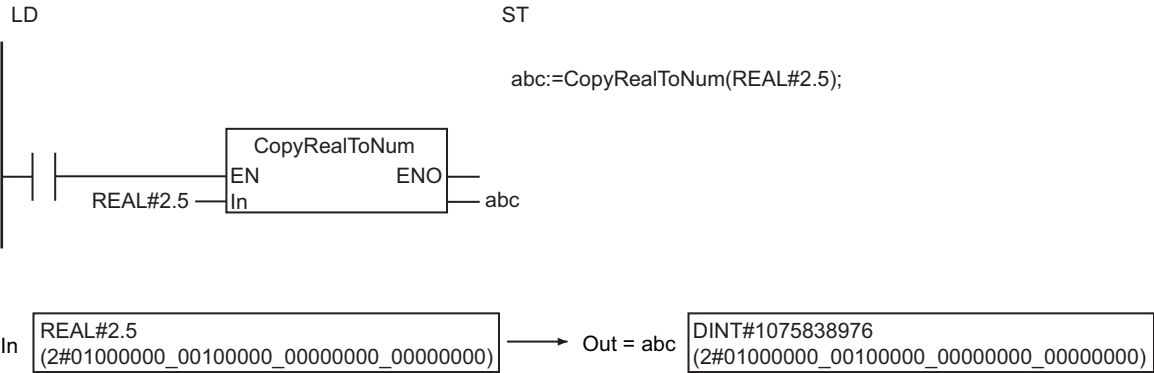 LD
ST
abc:=CopyRealToNum(REAL#2.5);
CopyRealToNum
EN ENO
REAL#2.5 In abc
In REAL#2.5
(2#01000000_00100000_00000000_00000000)
Out = abc DINT#1075838976
(2#01000000_00100000_00000000_00000000)